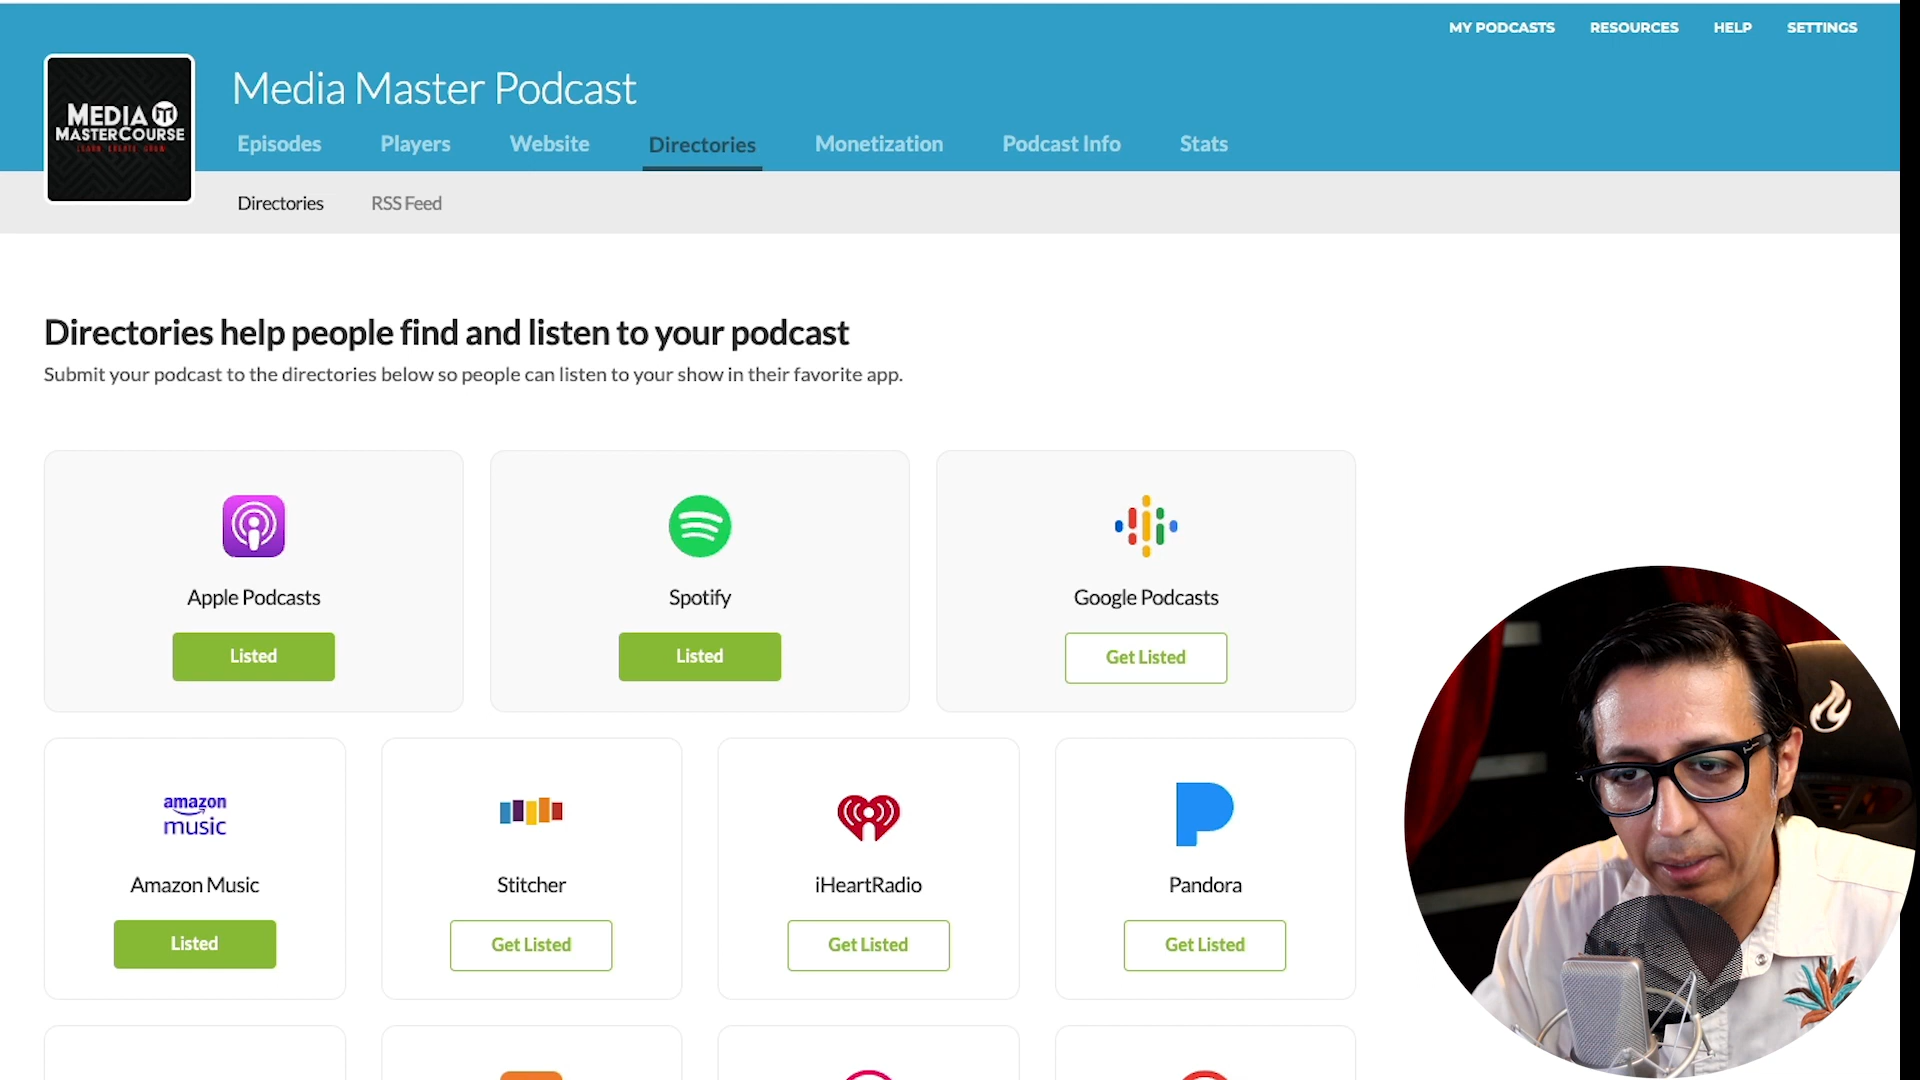 MY PODCASTS RESOURCES HELP SETTINGS
MEDIA
MASTERCOURSE
LEARN CREATE GROW
Media Master Podcast
Episodes Players Website Directories Monetization Podcast Info Stats
Directories RSS Feed
Directories help people find and listen to your podcast
Submit your podcast to the directories below so people can listen to your show in their favorite app.
Apple Podcasts Spotify Google Podcasts
Listed Listed Get Listed
amazon
music
Amazon Music Stitcher iHeartRadio Pandora
Listed Get Listed Get Listed Get Listed